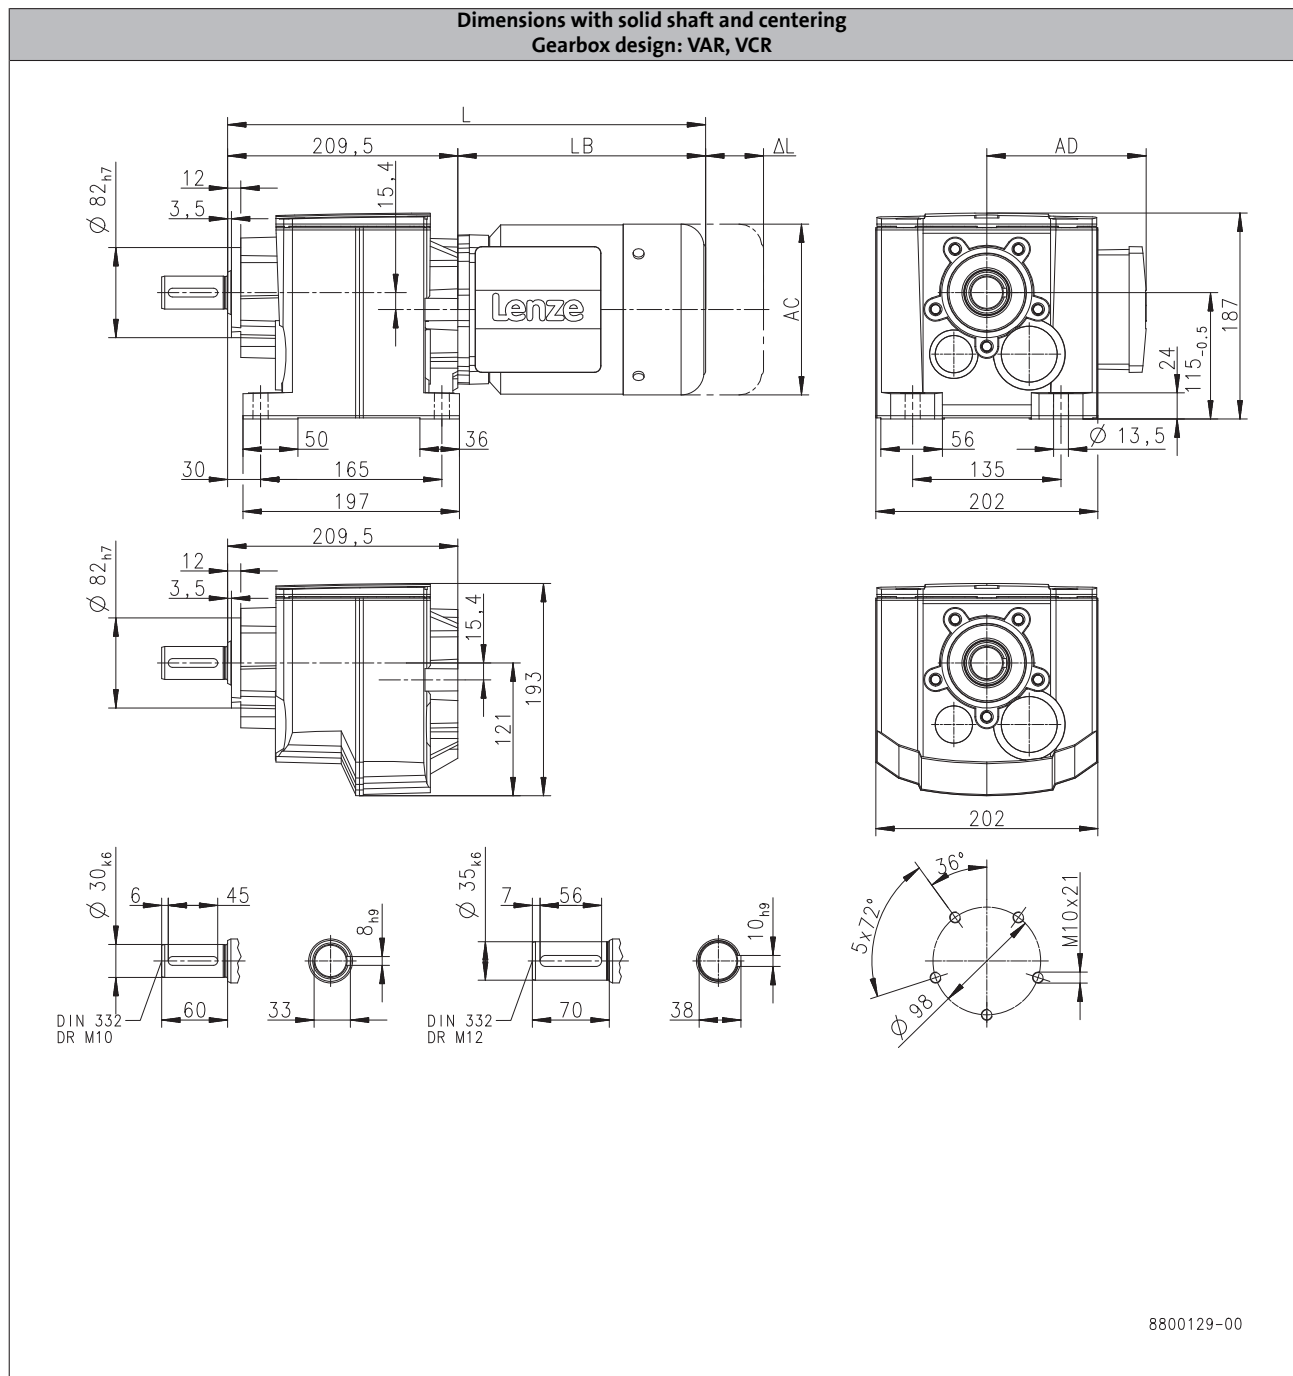 Dimensions with solid shaft and centering
Gearbox design: VAR, VCR
L
209,5
LB
ΔL
AD
12
15,4
3,5
Ø 82h7
Lenze
AC
187
115-0.5
24
50
36
56
Ø 13,5
30
165
135
197
202
209,5
12
3,5
Ø 82h7
15,4
193
121
202
Ø 30k6
6
45
8h9
60
33
DIN 332
DR M10
Ø 35k6
7
56
10h9
70
38
DIN 332
DR M12
36°
5x72°
M10x21
Ø 98
8800129-00